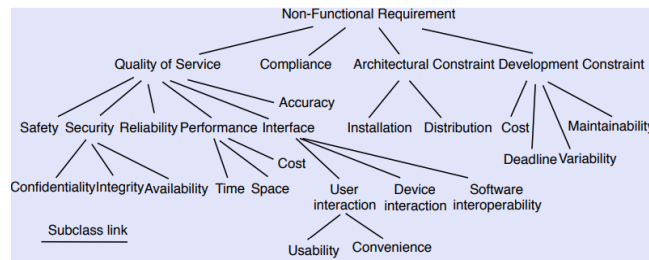 Non-Functional Requirement
Quality of Service Compliance Architectural Constraint Development Constraint
Accuracy
Safety Security Reliability Performance Interface Installation Distribution Cost Maintainability
Deadline Variability
Cost
Confidentiality Integrity Availability Time Space User interaction Device interaction Software interoperability
Subclass link
Usability Convenience